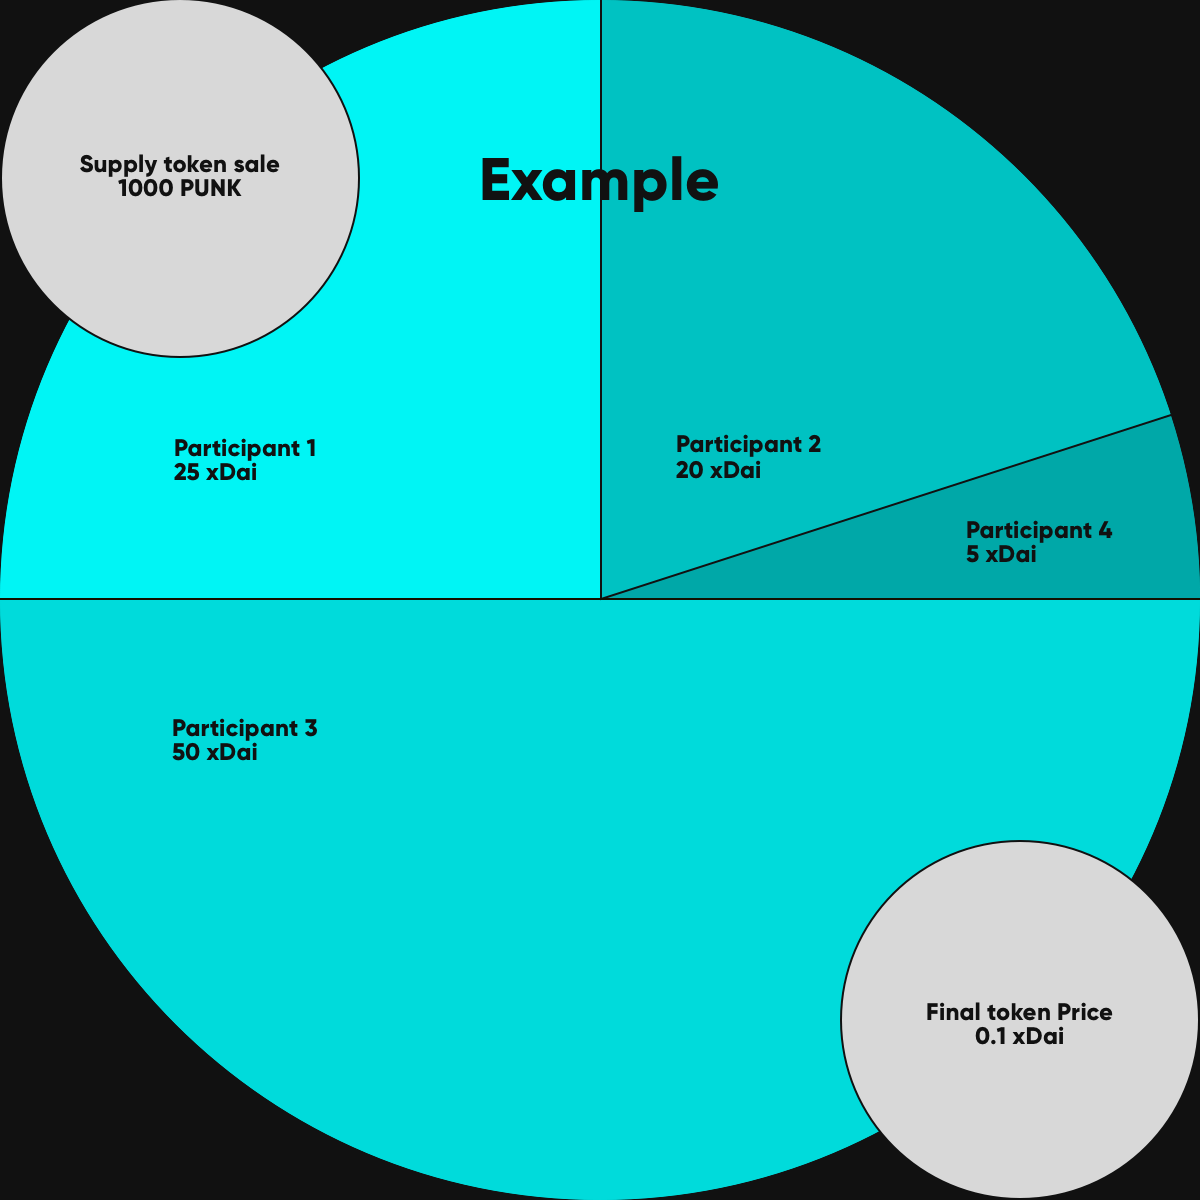 Supply token sale
1000 PUNK
Example
Participant 1
25 xDai
Participant 2
20 xDai
Participant 4
5 xDai
Participant 3
50 xDai
Final token Price
0.1 xDai